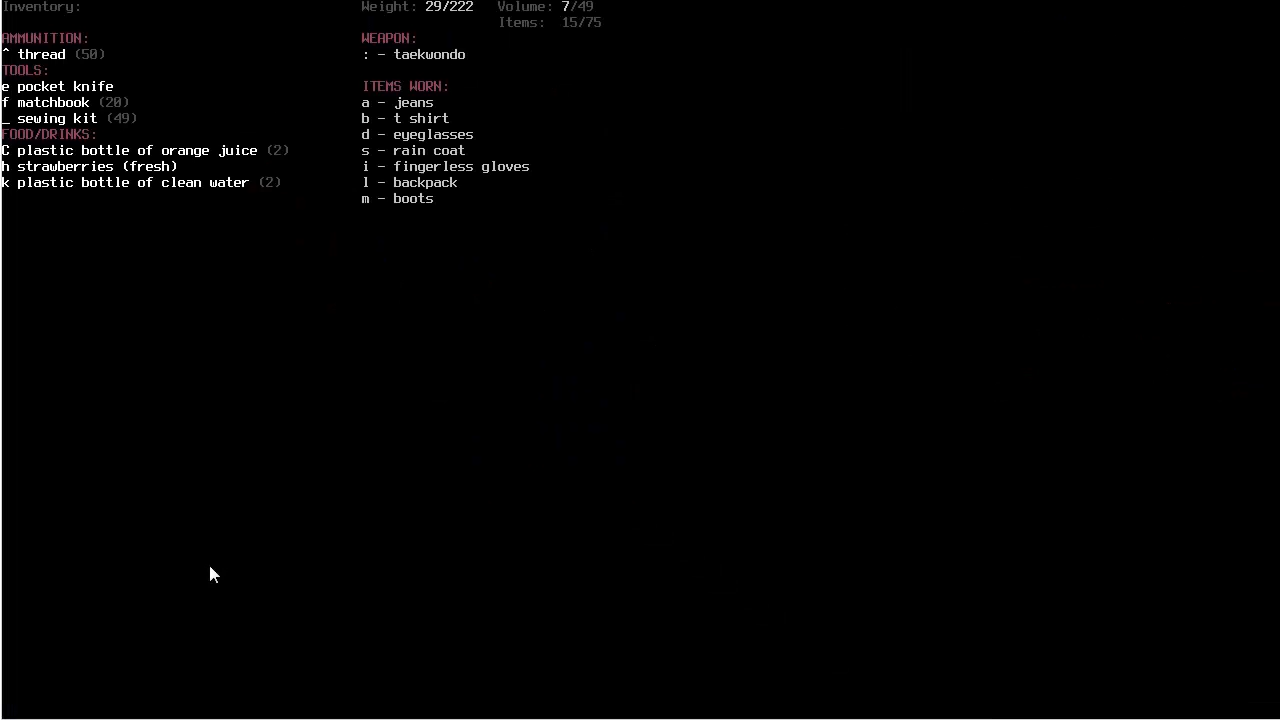 Inventory: Weight: 29/222 Volume: 7/49
Items: 15/75
AMMUNITION: WEAPON:
^ thread (50) : - taekwondo
TOOLS:
e pocket knife ITEMS WORN:
f matchbook (20) a - jeans
_ sewing kit (49) b - t shirt
FOOD/DRINKS: d - eyeglasses
C plastic bottle of orange juice (2) s - rain coat
h strawberries (fresh) i - fingerless gloves
k plastic bottle of clean water (2) l - backpack
m - boots